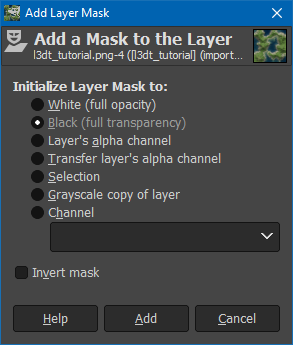 Add Layer Mask
Add a Mask to the Layer
l3dt_tutorial.png-4 ([l3dt_tutorial] (import...
Initialize Layer Mask to:
White (full opacity)
Black (full transparency)
Layer's alpha channel
Transfer layer's alpha channel
Selection
Grayscale copy of layer
Channel
Invert mask
Help
Add
Cancel